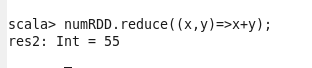 scala> numRDD.reduce((x,y)=>x+y);
res2: Int = 55